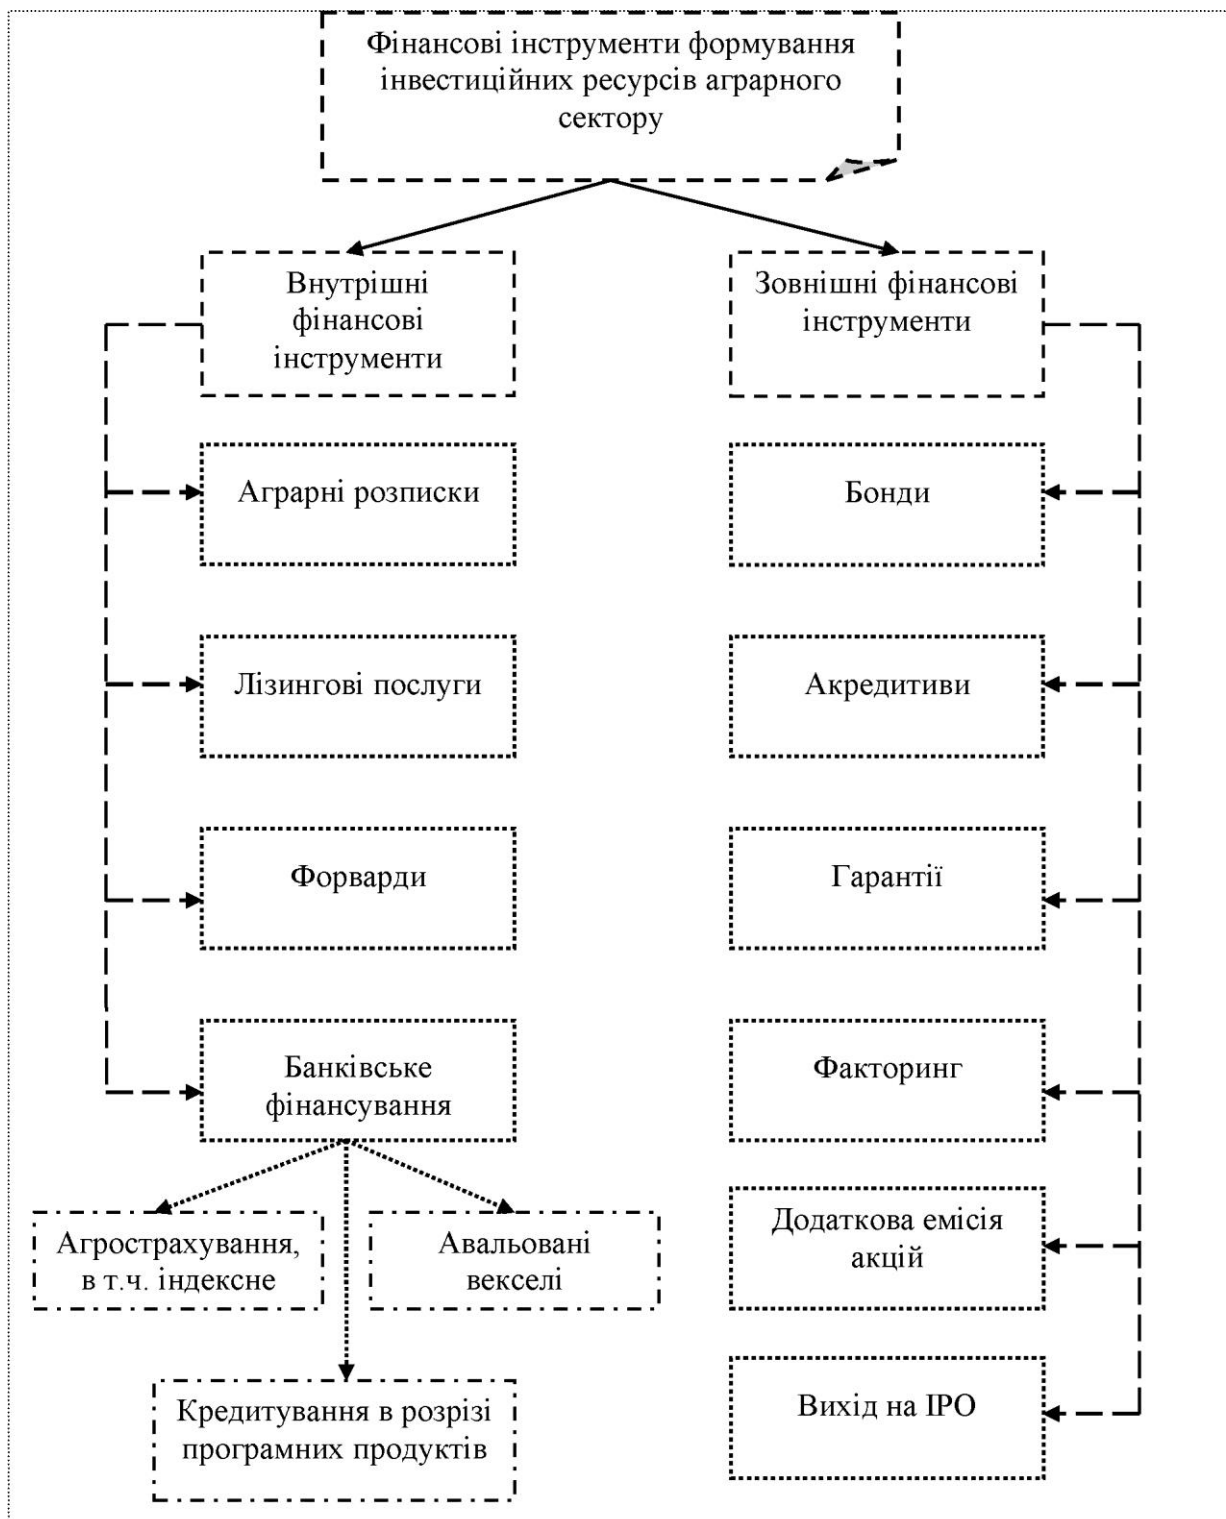 Фінансові інструменти формування
інвестиційних ресурсів аграрного
сектору
Внутрішні
фінансові
інструменти
Зовнішні фінансові
інструменти
Аграрні розписки
Бонди
Лізингові послуги
Акредитиви
Форварди
Гарантії
Банківське
фінансування
Факторинг
Агрострахування,
в т.ч. індексне
Авальовані
векселі
Додаткова емісія
акцій
Кредитування в розрізі
програмних продуктів
Вихід на ІРО